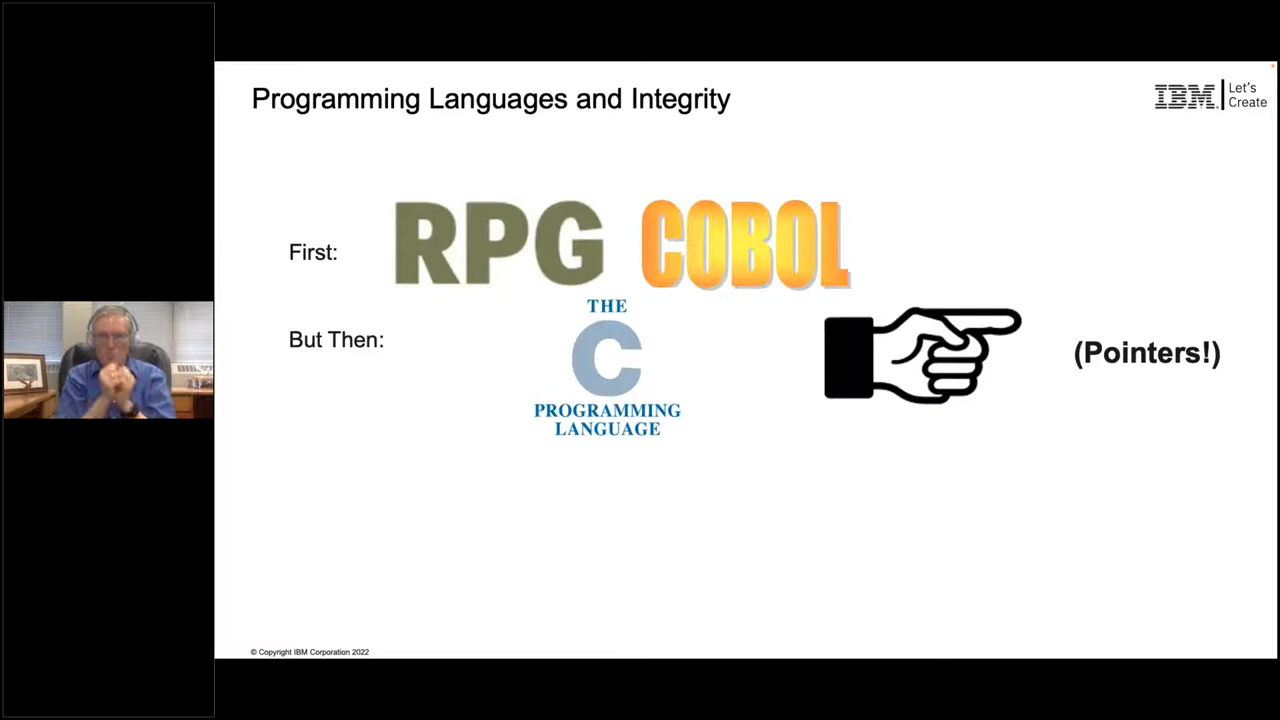 Programming Languages and Integrity
IBM
Let's
Create
First:
RPG COBOL
But Then:
THE
C
PROGRAMMING
LANGUAGE
(Pointers!)
© Copyright IBM Corporation 2022